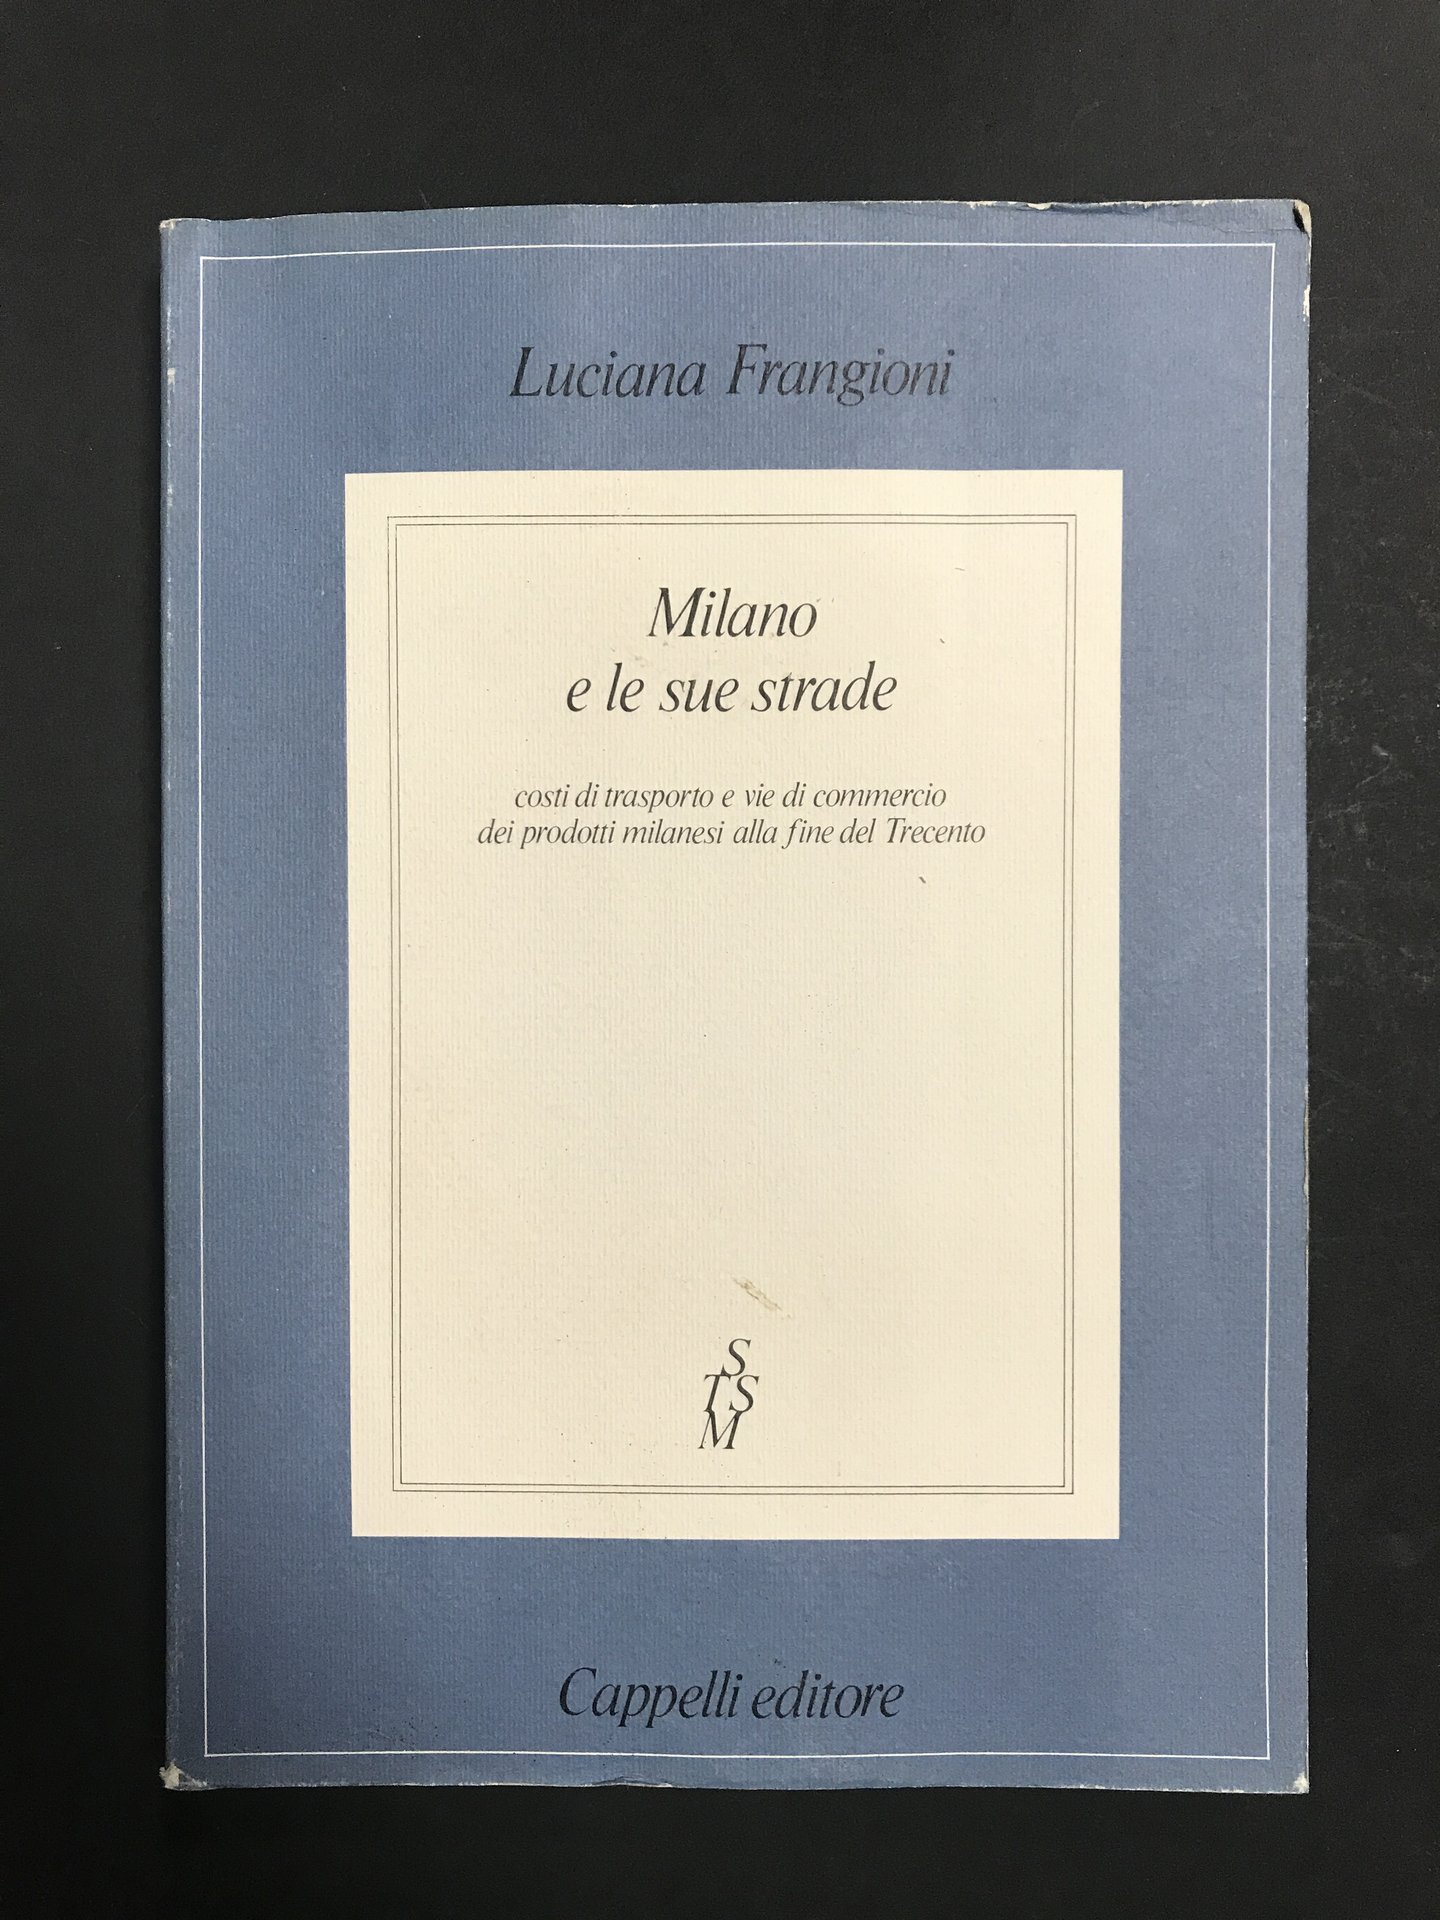 Luciana Frangioni
Milano
e le sue strade
costi di trasporto e vie di commercio
dei prodotti milanesi alla fine del Trecento
S
TS
M
Cappelli editore